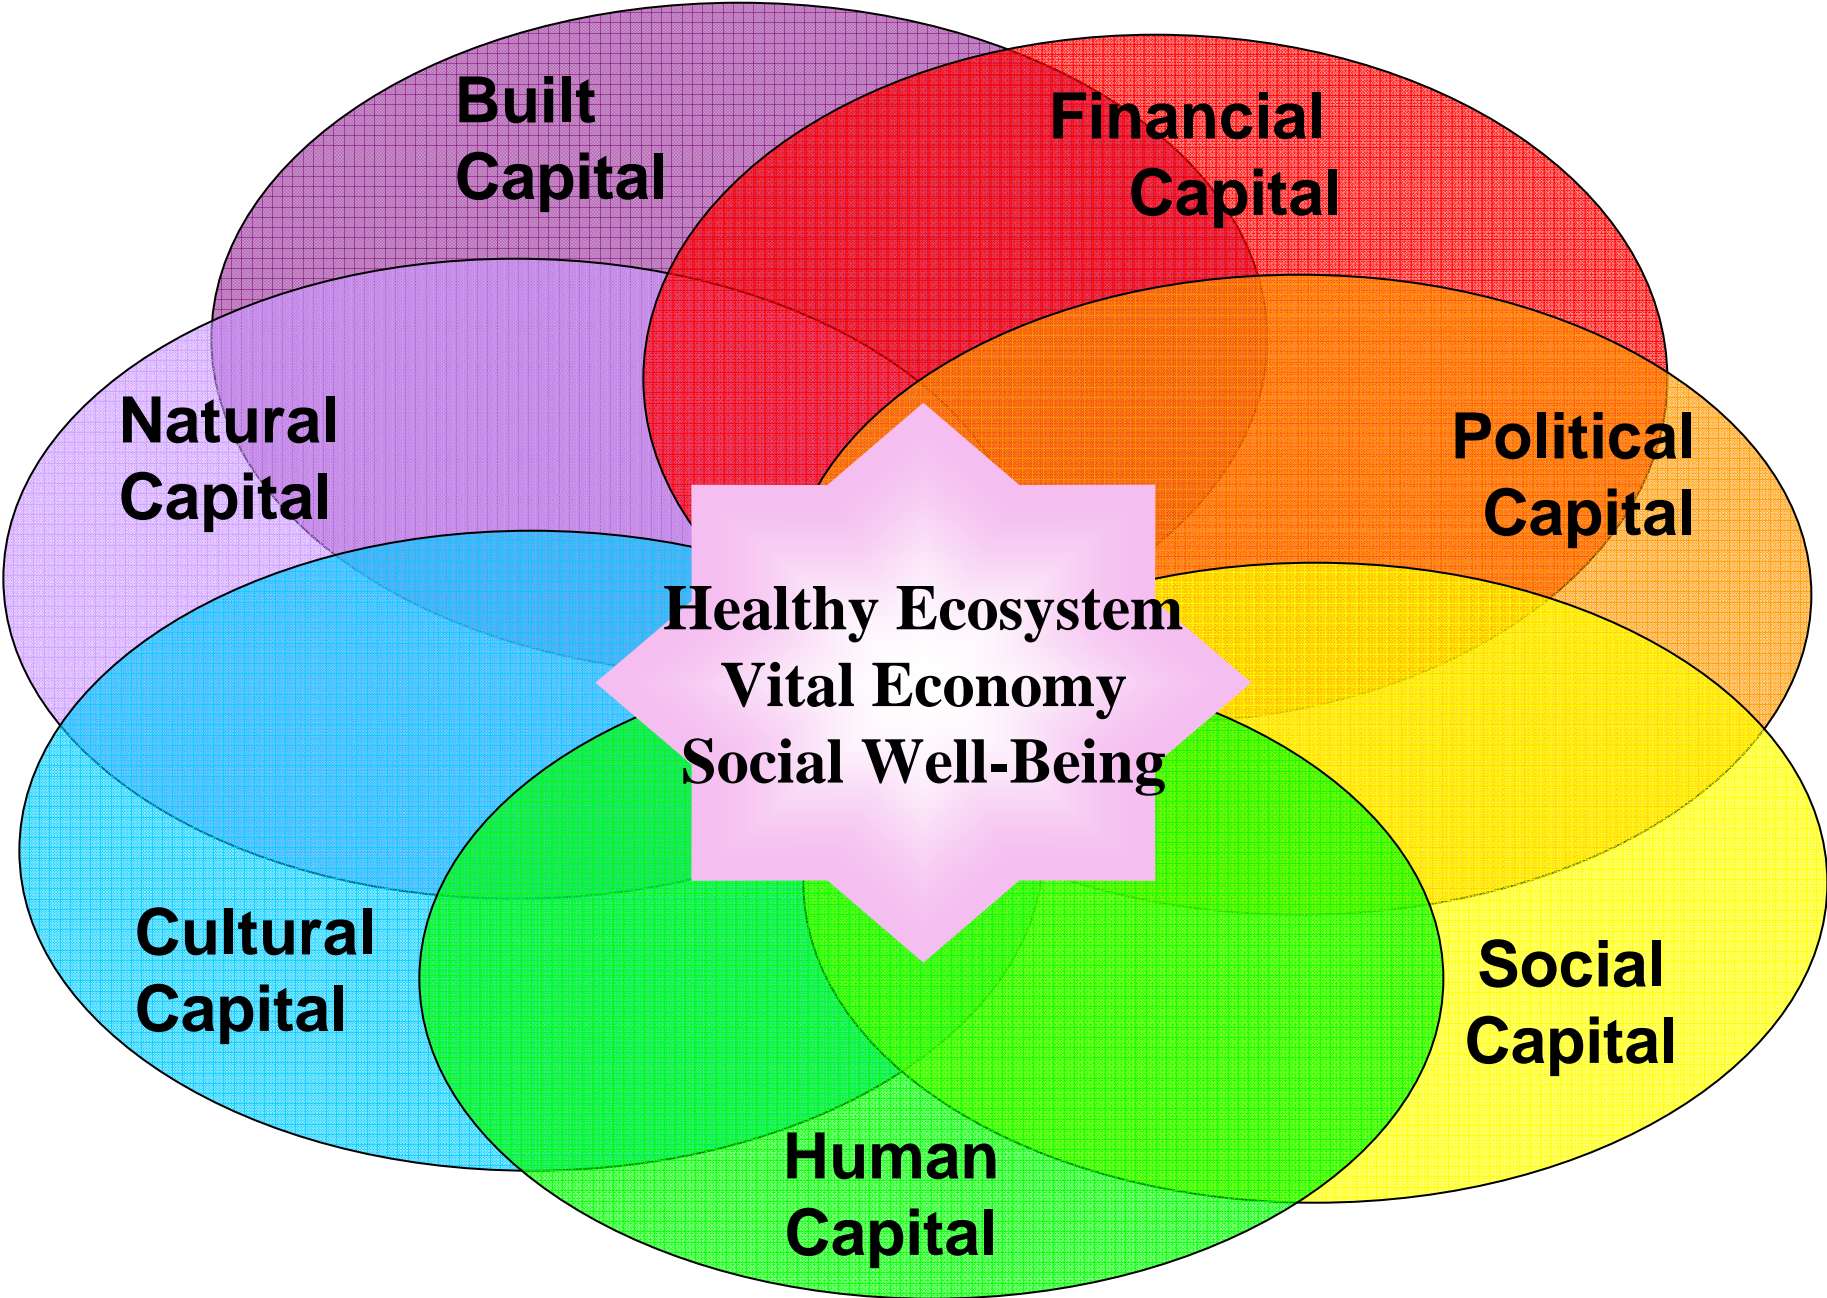 Built
Capital
Financial
Capital
Natural
Capital
Political
Capital
Healthy Ecosystem
Vital Economy
Social Well-Being
Cultural
Capital
Social
Capital
Human
Capital